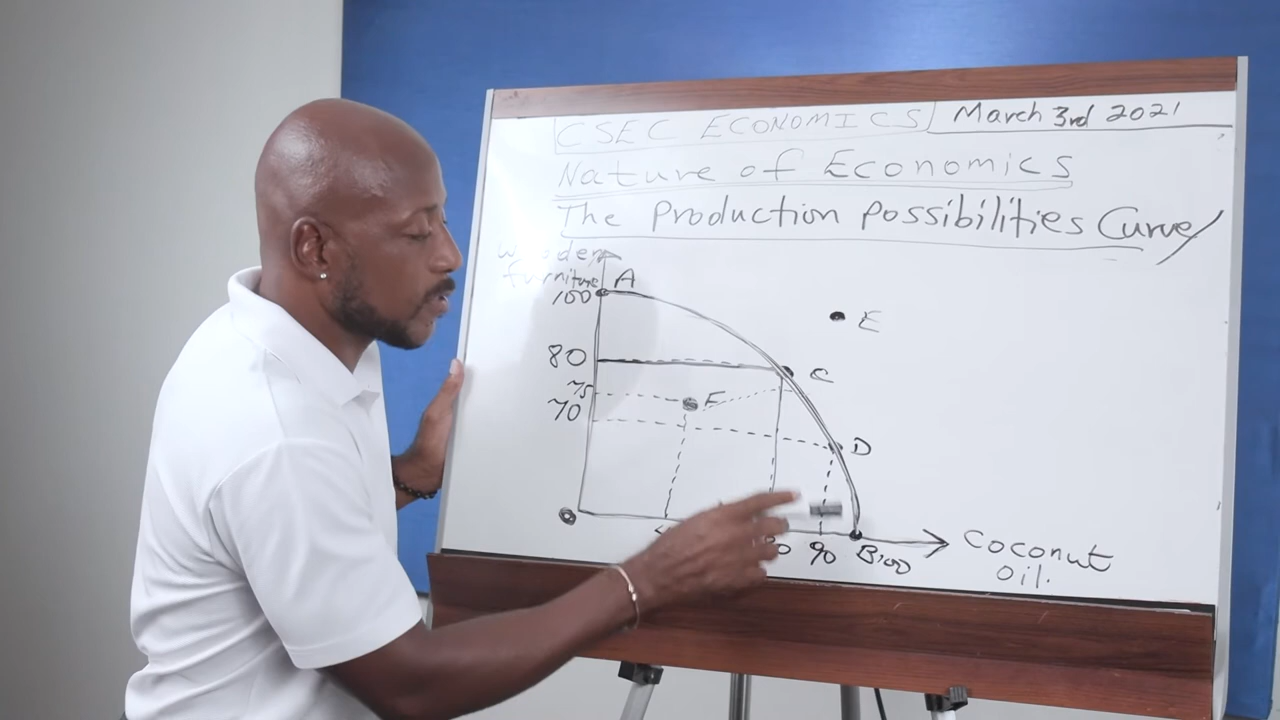 CSEC ECONOMICS March 3rd 2021
Nature of Economics
The Production Possibilities Curve
Wooden
furniture
100 A
E
80 C
75 F
70 D
90 B100 Coconut
oil.